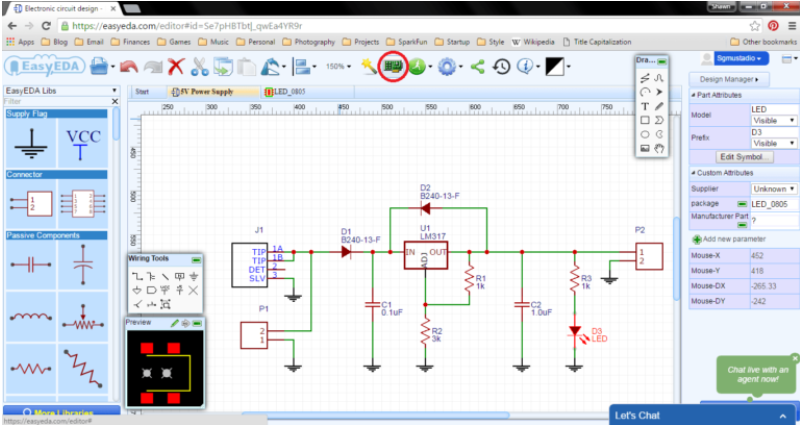 Electronic circuit design -
Shawn
https://easyeda.com/editor#id=Se7pHBTbt|_qwEa4YR9r
Apps Blog Email Finances Games Music Personal Photography Projects SparkFun Startup Style Wikipedia Title Capitalization Other bookmarks
EasyEDA
150%
Dra...
Sgmustadio
EasyEDA Libs
Filter
Start 5V Power Supply LED_0805
Design Manager
250 300 350 400 450 500 550 600 650 700 750
Supply Flag
VCC
Connector
1
2
Passive Components
More Libraries
Wiring Tools
Preview
J1
TIP 1A
TIP 1B
DET 2
SLV 3
P1
2
1
D1
B240-13-F
D2
B240-13-F
U1
LM317
IN OUT
ADJ
C1
0.1uF
R1
1k
R2
3k
C2
1.0uF
R3
1k
D3
LED
P2
1
2
Part Attributes
Model LED
Visible
Prefix D3
Visible
Edit Symbol...
Custom Attributes
Supplier Unknown
package LED_0805
Manufacturer Part ?
Add new parameter
Mouse-X 452
Mouse-Y 418
Mouse-DX -265.33
Mouse-DY -242
Chat live with an
agent now!
Let's Chat
https://easyeda.com/editor#